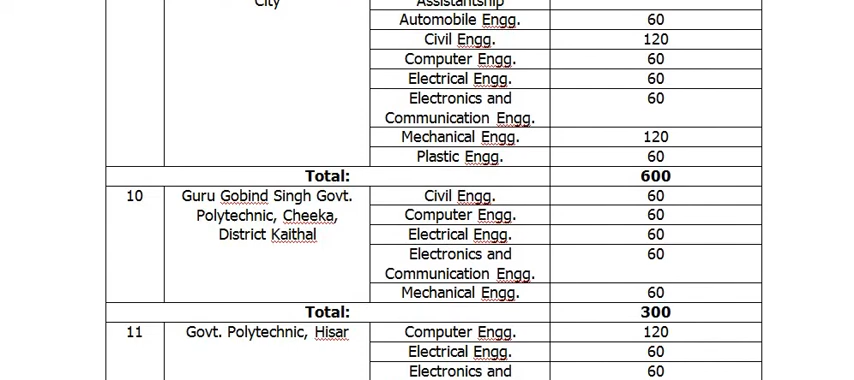 City Assistantship
Automobile Engg. 60
Civil Engg. 120
Computer Engg. 60
Electrical Engg. 60
Electronics and 60
Communication Engg.
Mechanical Engg. 120
Plastic Engg. 60
Total: 600
10 Guru Gobind Singh Govt. Civil Engg. 60
Polytechnic, Cheeka, Computer Engg. 60
District Kaithal Electrical Engg. 60
Electronics and 60
Communication Engg.
Mechanical Engg. 60
Total: 300
11 Govt. Polytechnic, Hisar Computer Engg. 120
Electrical Engg. 60
Electronics and 60